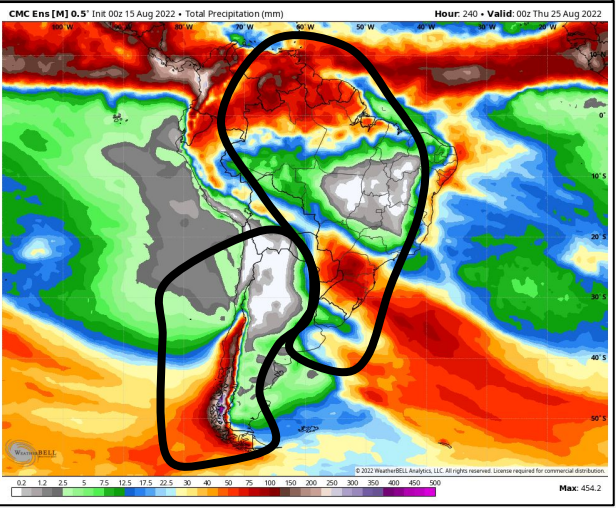 CMC Ens [M] 0.5° Init 00z 15 Aug 2022 • Total Precipitation (mm)
Hour: 240 • Valid: 00z Thu 25 Aug 2022
100°W 80°W 70°W 60°W 50°W 40°W 30°W 20°W
10°N
0°
10°S
20°S
30°S
40°S
50°S
WEATHERBELL
© 2022 WeatherBELL Analytics, LLC. All rights reserved. License required for commercial distribution.
0.2 1.2 2.5 5 7.5 12.5 17.5 22.5 30 40 50 75 100 150 200 250 300 350 400 450 500
Max: 454.2